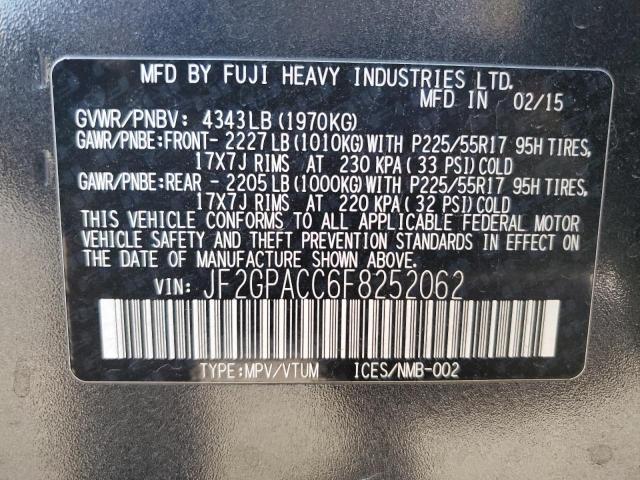 MFD BY FUJI HEAVY INDUSTRIES LTD.
MFD IN 02/15
GVWR/PNBV: 4343LB (1970KG)
GAWR/PNBE:FRONT- 2227LB (1010KG) WITH P225/55R17 95H TIRES,
17X7J RIMS AT 230 KPA ( 33 PSI) COLD
GAWR/PNBE:REAR - 2205LB (1000KG) WITH P225/55R17 95H TIRES,
17X7J RIMS AT 220 KPA ( 32 PSI) COLD
THIS VEHICLE CONFORMS TO ALL APPLICABLE FEDERAL MOTOR
VEHICLE SAFETY AND THEFT PREVENTION STANDARDS IN EFFECT
ON THE DATE OF MANUFACTURE SHOWN ABOVE.
VIN: JF2GPACC6F8252062
TYPE:MPV/VTUM ICES/NMB-002